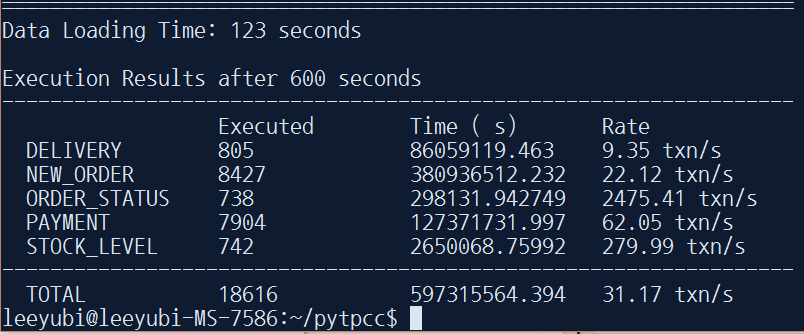 Data Loading Time: 123 seconds
Execution Results after 600 seconds
Executed Time ( s) Rate
DELIVERY 805 86059119.463 9.35 txn/s
NEW_ORDER 8427 380936512.232 22.12 txn/s
ORDER_STATUS 738 298131.942749 2475.41 txn/s
PAYMENT 7904 127371731.997 62.05 txn/s
STOCK_LEVEL 742 2650068.75992 279.99 txn/s
TOTAL 18616 597315564.394 31.17 txn/s
leeyubi@leeyubi-MS-7586:~/pytpcc$